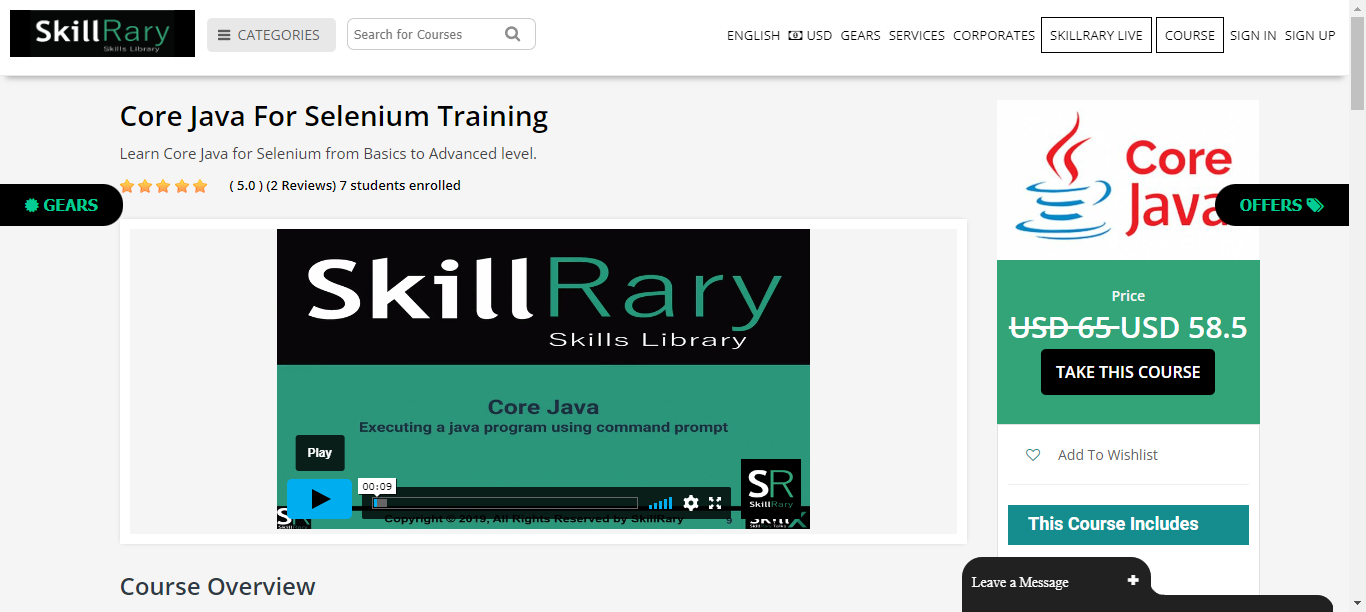 SkillRary
Skills Library
CATEGORIES
Search for Courses
ENGLISH USD GEARS SERVICES CORPORATES SKILLRARY LIVE COURSE SIGN IN SIGN UP
Core Java For Selenium Training
Learn Core Java for Selenium from Basics to Advanced level.
( 5.0 ) (2 Reviews) 7 students enrolled
GEARS
SkillRary
Skills Library
Core Java
Executing a java program using command prompt
Play
00:09
SR
SkillRary
Copyright © 2019, All Rights Reserved by SkillRary
9
Course Overview
Core
Java
OFFERS
Price
USD 65 USD 58.5
TAKE THIS COURSE
Add To Wishlist
This Course Includes
Leave a Message